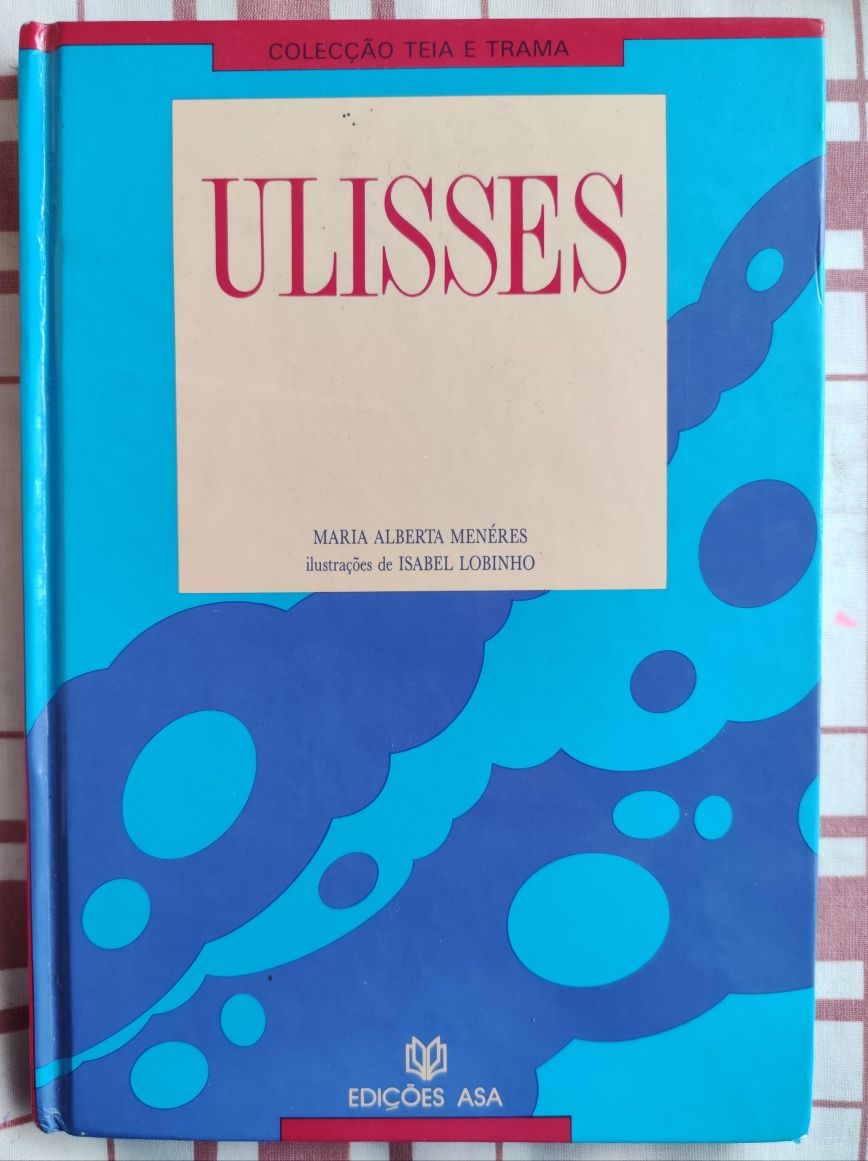 COLECÇÃO TEIA E TRAMA
ULISSES
MARIA ALBERTA MENÉRES
ilustrações de ISABEL LOBINHO
EDIÇÕES ASA